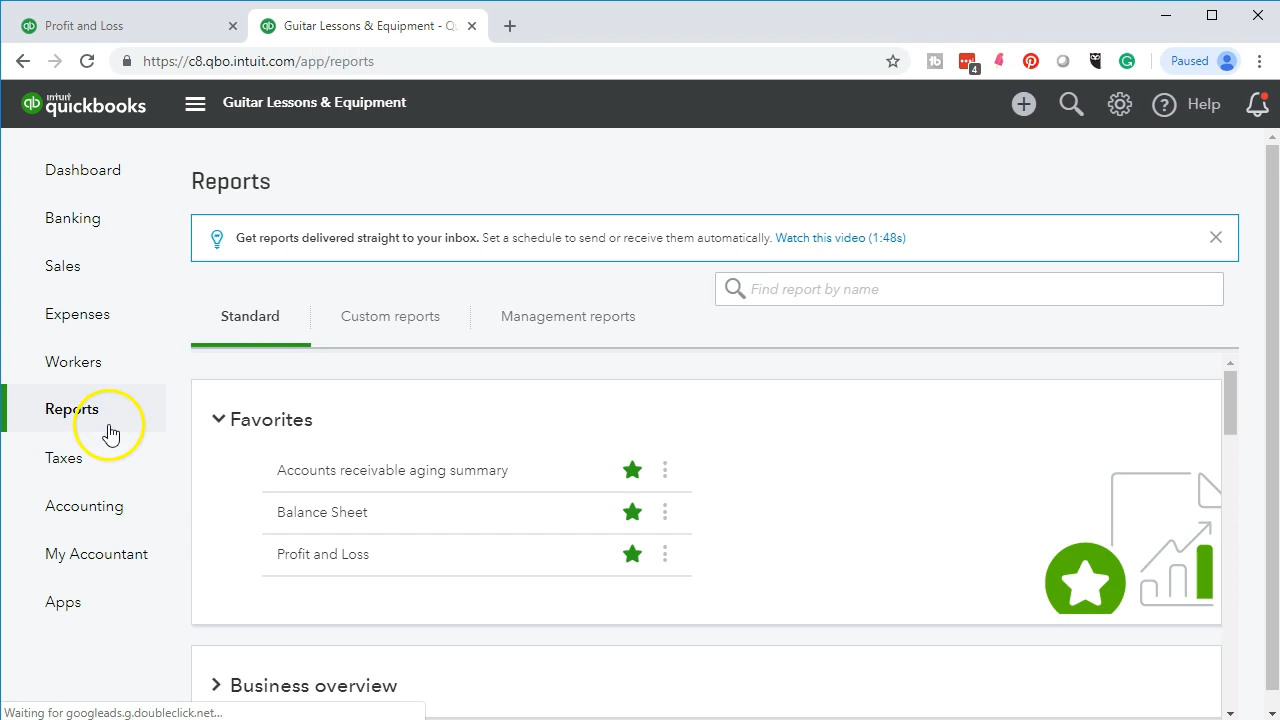 Profit and Loss
Guitar Lessons & Equipment - Q
https://c8.qbo.intuit.com/app/reports
4
Paused
intuit quickbooks
Guitar Lessons & Equipment
Help
Dashboard
Banking
Sales
Expenses
Workers
Reports
Taxes
Accounting
My Accountant
Apps
Reports
Get reports delivered straight to your inbox. Set a schedule to send or receive them automatically. Watch this video (1:48s)
Find report by name
Standard
Custom reports
Management reports
Favorites
Accounts receivable aging summary
Balance Sheet
Profit and Loss
Business overview
Waiting for googleads.g.doubleclick.net...